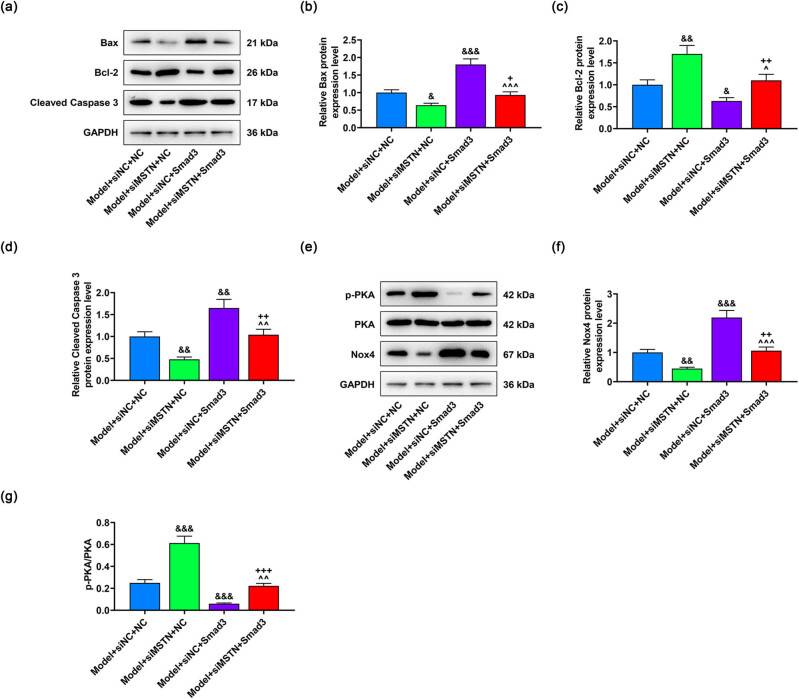 (a)
Bax
21 kDa
Bcl-2
26 kDa
Cleaved Caspase 3
17 kDa
GAPDH
36 kDa
Model+siNC+NC
Model+siMSTN+NC
Model+siNC+Smad3
Model+siMSTN+Smad3
(b)
Relative Bax protein
expression level
2.0
1.5
1.0
0.5
0.0
&
&&&
+
^^^
Model+siNC+NC
Model+siMSTN+NC
Model+siNC+Smad3
Model+siMSTN+Smad3
(c)
Relative Bcl-2 protein
expression level
2.0
1.5
1.0
0.5
0.0
&&
&
++
^
Model+siNC+NC
Model+siMSTN+NC
Model+siNC+Smad3
Model+siMSTN+Smad3
(d)
Relative Cleaved Caspase 3
protein expression level
2.0
1.5
1.0
0.5
0.0
&&
&&
++
^^
Model+siNC+NC
Model+siMSTN+NC
Model+siNC+Smad3
Model+siMSTN+Smad3
(e)
p-PKA
42 kDa
PKA
42 kDa
Nox4
67 kDa
GAPDH
36 kDa
Model+siNC+NC
Model+siMSTN+NC
Model+siNC+Smad3
Model+siMSTN+Smad3
(f)
Relative Nox4 protein
expression level
4
3
2
1
0
&&
&&&
++
^^^
Model+siNC+NC
Model+siMSTN+NC
Model+siNC+Smad3
Model+siMSTN+Smad3
(g)
p-PKA/PKA
0.8
0.6
0.4
0.2
0.0
&&&
&&&
+++
^^
Model+siNC+NC
Model+siMSTN+NC
Model+siNC+Smad3
Model+siMSTN+Smad3